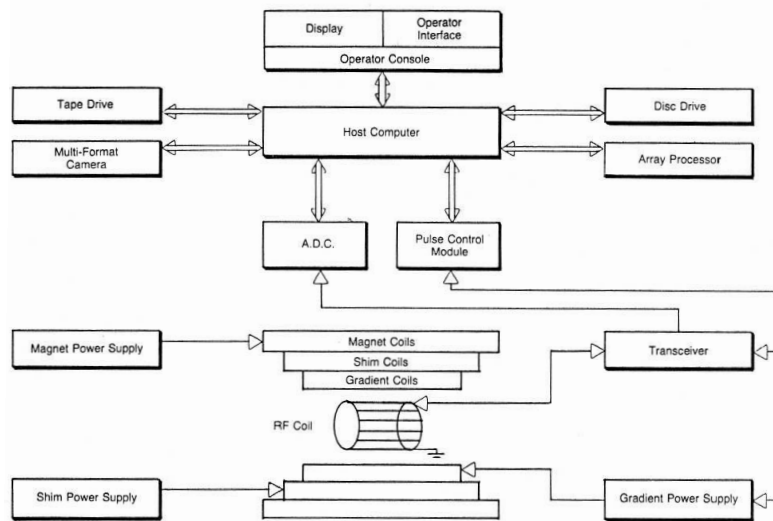 Display
Operator
Interface
Operator Console
Tape Drive
Host Computer
Disc Drive
Multi-Format
Camera
Array Processor
A.D.C.
Pulse Control
Module
Magnet Power Supply
Magnet Coils
Transceiver
Shim Coils
Gradient Coils
RF Coil
Shim Power Supply
Gradient Power Supply